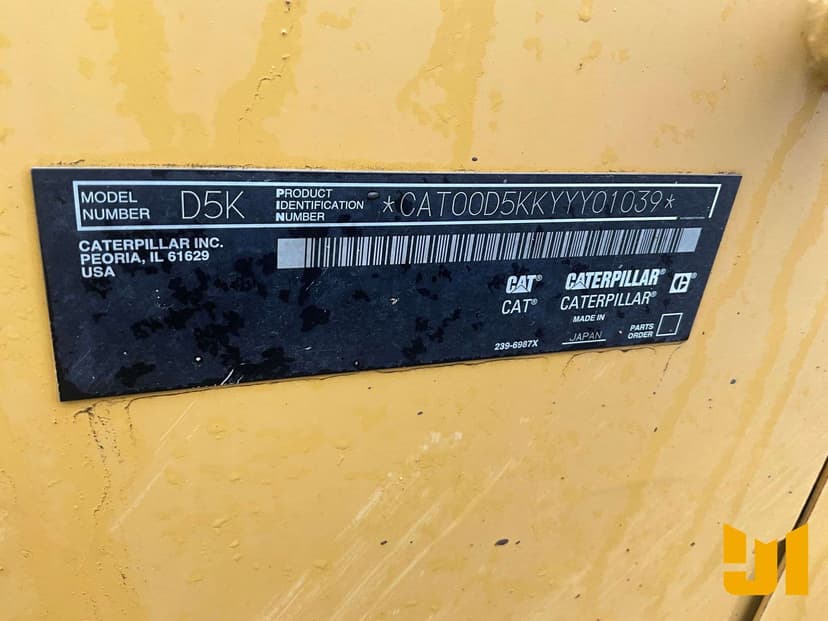 MODEL NUMBER D5K PRODUCT IDENTIFICATION NUMBER *CAT00D5KKYYY01039*
CATERPILLAR INC.
PEORIA, IL 61629
USA
CAT® CATERPILLAR®
CAT® CATERPILLAR®
MADE IN
JAPAN
PARTS ORDER
239-6987X